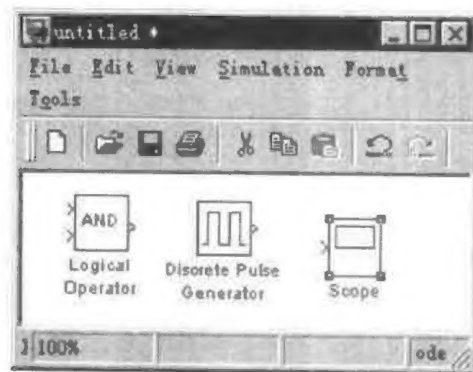 untitled *
File Edit View Simulation Format
Tools
AND
Logical
Operator
Discrete Pulse
Generator
Scope
100%
ode